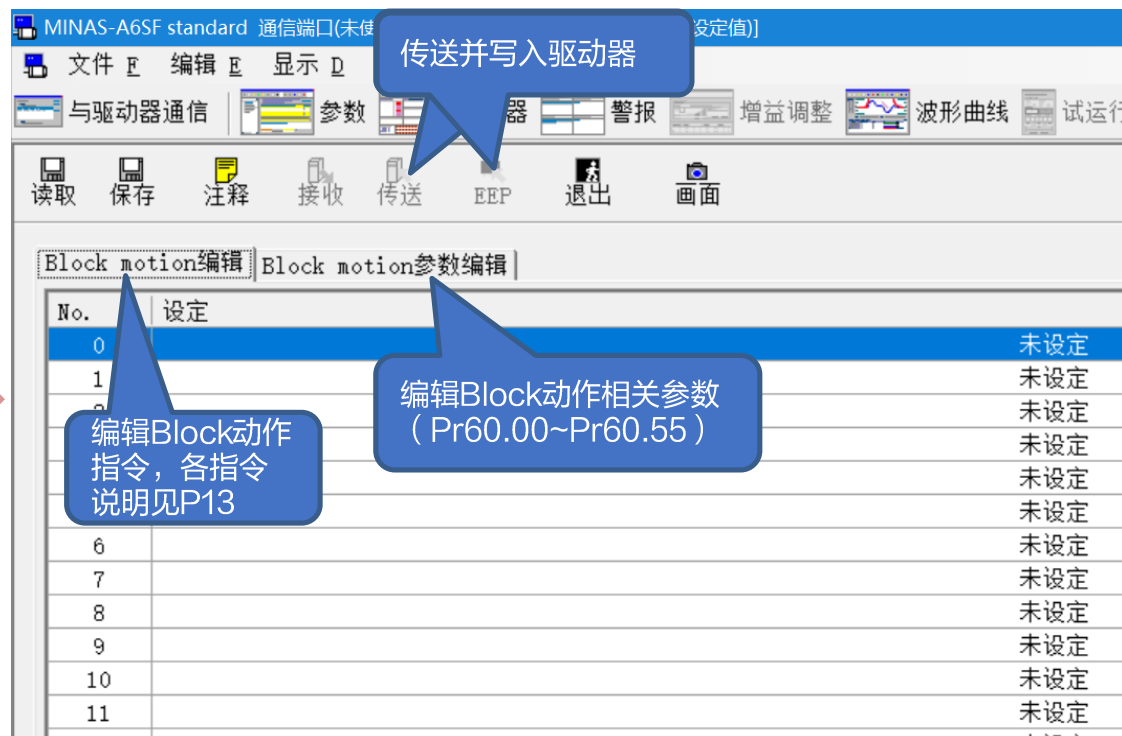 MINAS-A6SF standard 通信端口(未使
设定值)]
传送并写入驱动器
文件 F 编辑 E 显示 D
与驱动器通信 参数 器 警报 增益调整 波形曲线 试运行
读取 保存 注释 接收 传送 EEP 退出 画面
Block motion编辑 Block motion参数编辑
No. 设定
0 未设定
1 未设定
未设定
未设定
未设定
未设定
编辑Block动作相关参数
（Pr60.00~Pr60.55）
编辑Block动作
指令，各指令
说明见P13
6 未设定
7 未设定
8 未设定
9 未设定
10 未设定
11 未设定